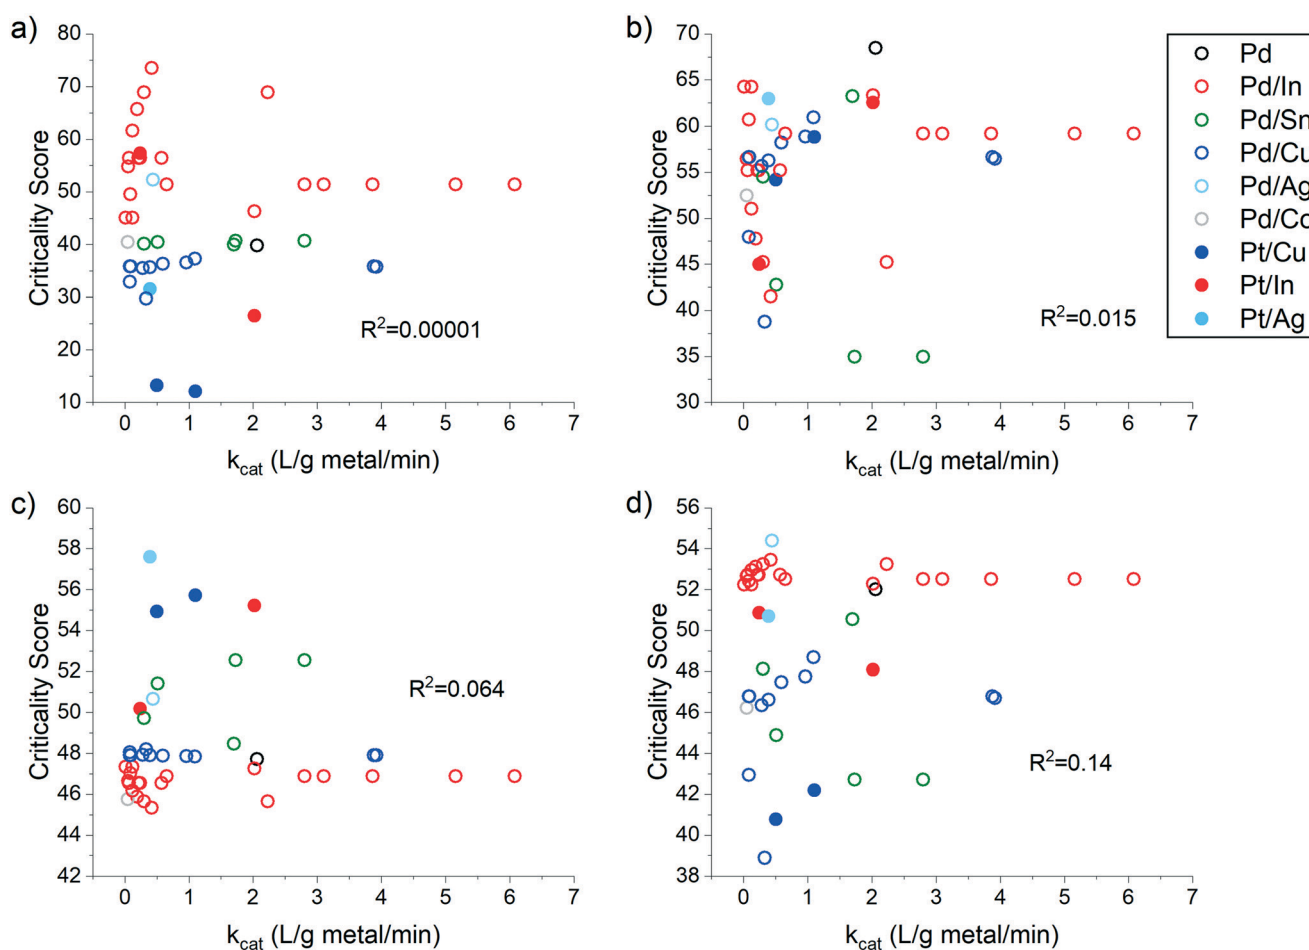 a)
80
70
60
50
40
30
20
10
Criticality Score
R²=0.00001
0 1 2 3 4 5 6 7
k_cat (L/g metal/min)
b)
70
65
60
55
50
45
40
35
30
Criticality Score
R²=0.015
0 1 2 3 4 5 6 7
k_cat (L/g metal/min)
Pd
Pd/In
Pd/Sn
Pd/Cu
Pd/Ag
Pd/Co
Pt/Cu
Pt/In
Pt/Ag
c)
60
58
56
54
52
50
48
46
44
42
Criticality Score
R²=0.064
0 1 2 3 4 5 6 7
k_cat (L/g metal/min)
d)
56
54
52
50
48
46
44
42
40
38
Criticality Score
R²=0.14
0 1 2 3 4 5 6 7
k_cat (L/g metal/min)